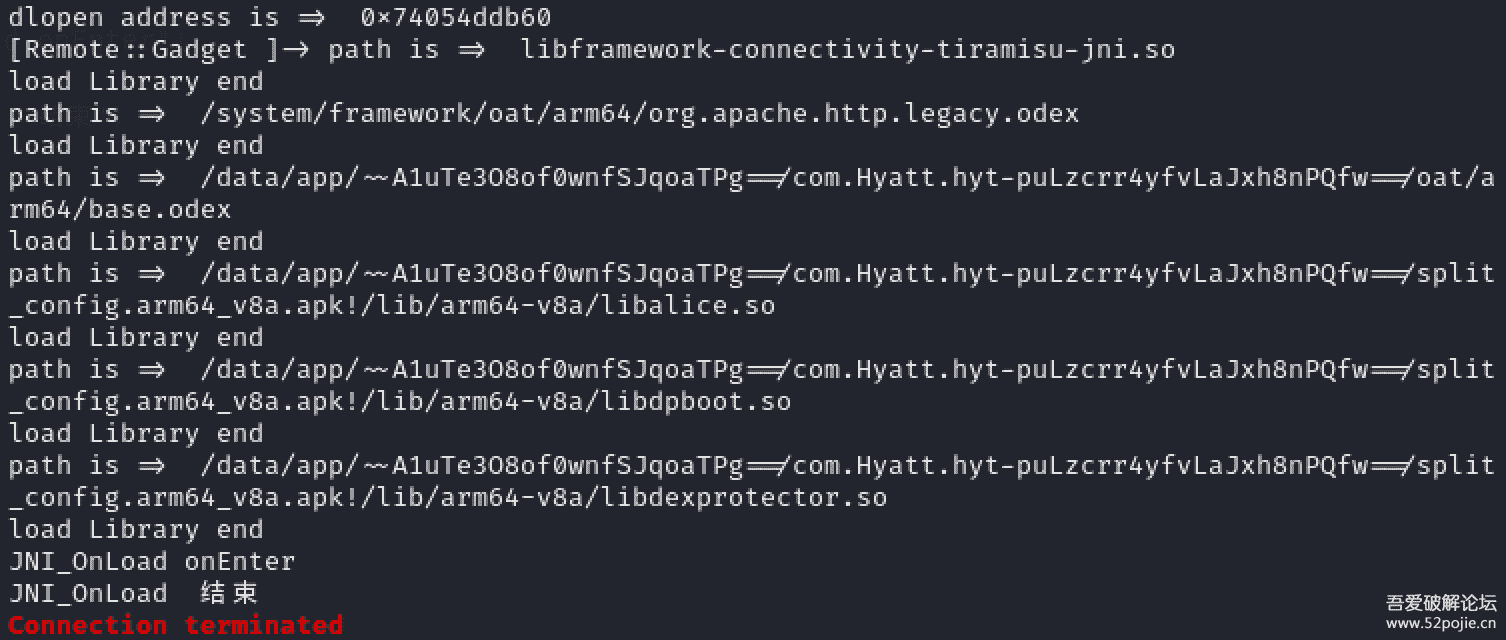 dlopen address is => 0x74054ddb60
[Remote::Gadget ]-> path is => libframework-connectivity-tiramisu-jni.so
load Library end
path is => /system/framework/oat/arm64/org.apache.http.legacy.odex
load Library end
path is => /data/app/~~A1uTe3O8of0wnfSJqoaTPg==/com.Hyatt.hyt-puLzcrr4yfvLaJxh8nPQfw==/oat/a
rm64/base.odex
load Library end
path is => /data/app/~~A1uTe3O8of0wnfSJqoaTPg==/com.Hyatt.hyt-puLzcrr4yfvLaJxh8nPQfw==/split
_config.arm64_v8a.apk!/lib/arm64-v8a/libalice.so
load Library end
path is => /data/app/~~A1uTe3O8of0wnfSJqoaTPg==/com.Hyatt.hyt-puLzcrr4yfvLaJxh8nPQfw==/split
_config.arm64_v8a.apk!/lib/arm64-v8a/libdpboot.so
load Library end
path is => /data/app/~~A1uTe3O8of0wnfSJqoaTPg==/com.Hyatt.hyt-puLzcrr4yfvLaJxh8nPQfw==/split
_config.arm64_v8a.apk!/lib/arm64-v8a/libdexprotector.so
load Library end
JNI_OnLoad onEnter
JNI_OnLoad 结束
Connection terminated
吾爱破解论坛
www.52pojie.cn